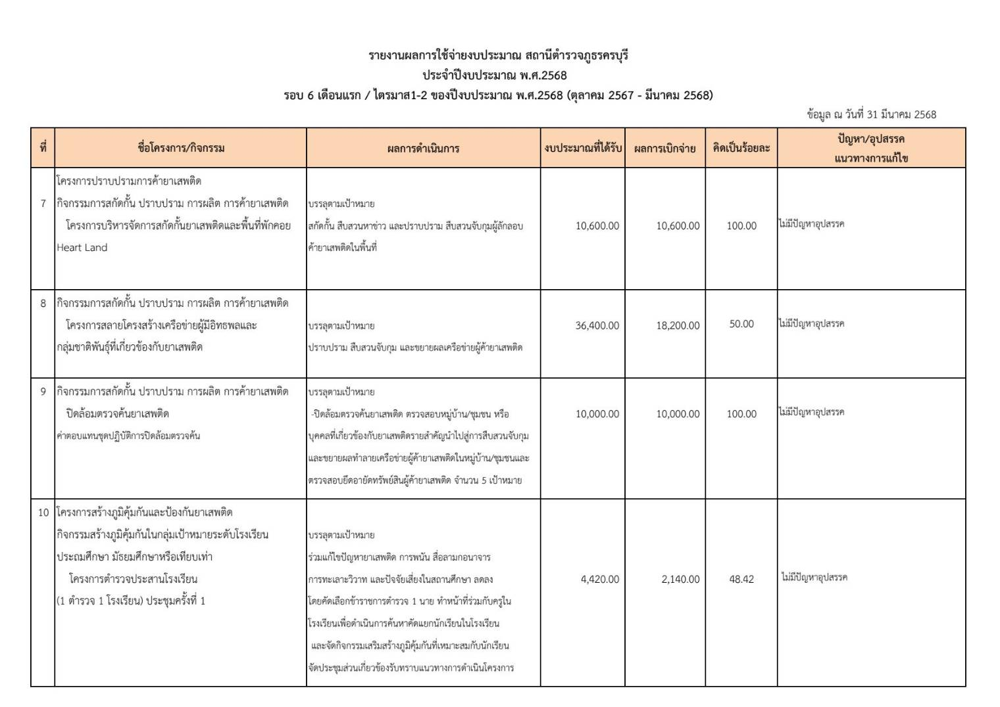 รายงานผลการใช้จ่ายงบประมาณ สถานีตำรวจภูธรครบุรี
ประจำปีงบประมาณ พ.ศ.2568
รอบ 6 เดือนแรก / ไตรมาส1-2 ของปีงบประมาณ พ.ศ.2568 (ตุลาคม 2567 - มีนาคม 2568)
ข้อมูล ณ วันที่ 31 มีนาคม 2568
ที่ ชื่อโครงการ/กิจกรรม ผลการดำเนินการ งบประมาณที่ได้รับ ผลการเบิกจ่าย คิดเป็นร้อยละ ปัญหา/อุปสรรค
แนวทางการแก้ไข
โครงการปราบปรามการค้ายาเสพติด
7 กิจกรรมการสกัดกั้น ปราบปราม การผลิต การค้ายาเสพติด บรรลุตามเป้าหมาย
โครงการบริหารจัดการสกัดกั้นยาเสพติดและพื้นที่พักคอย สกัดกั้น สืบสวนหาข่าว และปราบปราม สืบสวนจับกุมผู้ลักลอบ 10,600.00 10,600.00 100.00 ไม่มีปัญหาอุปสรรค
Heart Land ค้ายาเสพติดในพื้นที่
8 กิจกรรมการสกัดกั้น ปราบปราม การผลิต การค้ายาเสพติด
โครงการสลายโครงสร้างเครือข่ายผู้มีอิทธพลและ บรรลุตามเป้าหมาย 36,400.00 18,200.00 50.00 ไม่มีปัญหาอุปสรรค
กลุ่มชาติพันธุ์ที่เกี่ยวข้องกับยาเสพติด ปราบปราม สืบสวนจับกุม และขยายผลเครือข่ายผู้ค้ายาเสพติด
9 กิจกรรมการสกัดกั้น ปราบปราม การผลิต การค้ายาเสพติด บรรลุตามเป้าหมาย
ปิดล้อมตรวจค้นยาเสพติด -ปิดล้อมตรวจค้นยาเสพติด ตรวจสอบหมู่บ้าน/ชุมชน หรือ 10,000.00 10,000.00 100.00 ไม่มีปัญหาอุปสรรค
ค่าตอบแทนชุดปฏิบัติการปิดล้อมตรวจค้น บุคคลที่เกี่ยวข้องกับยาเสพติดรายสำคัญนำไปสู่การสืบสวนจับกุม
และขยายผลทำลายเครือข่ายผู้ค้ายาเสพติดในหมู่บ้าน/ชุมชนและ
ตรวจสอบยึดอายัดทรัพย์สินผู้ค้ายาเสพติด จำนวน 5 เป้าหมาย
10 โครงการสร้างภูมิคุ้มกันและป้องกันยาเสพติด
กิจกรรมสร้างภูมิคุ้มกันในกลุ่มเป้าหมายระดับโรงเรียน บรรลุตามเป้าหมาย
ประถมศึกษา มัธยมศึกษาหรือเทียบเท่า ร่วมแก้ไขปัญหายาเสพติด การพนัน สื่อลามกอนาจาร
โครงการตำรวจประสานโรงเรียน การทะเลาะวิวาท และปัจจัยเสี่ยงในสถานศึกษา ลดลง 4,420.00 2,140.00 48.42 ไม่มีปัญหาอุปสรรค
(1 ตำรวจ 1 โรงเรียน) ประชุมครั้งที่ 1 โดยคัดเลือกข้าราชการตำรวจ 1 นาย ทำหน้าที่ร่วมกับครูใน
โรงเรียนเพื่อดำเนินการค้นหาคัดแยกนักเรียนในโรงเรียน
และจัดกิจกรรมเสริมสร้างภูมิคุ้มกันที่เหมาะสมกับนักเรียน
จัดประชุมส่วนเกี่ยวข้องรับทราบแนวทางการดำเนินโครงการ